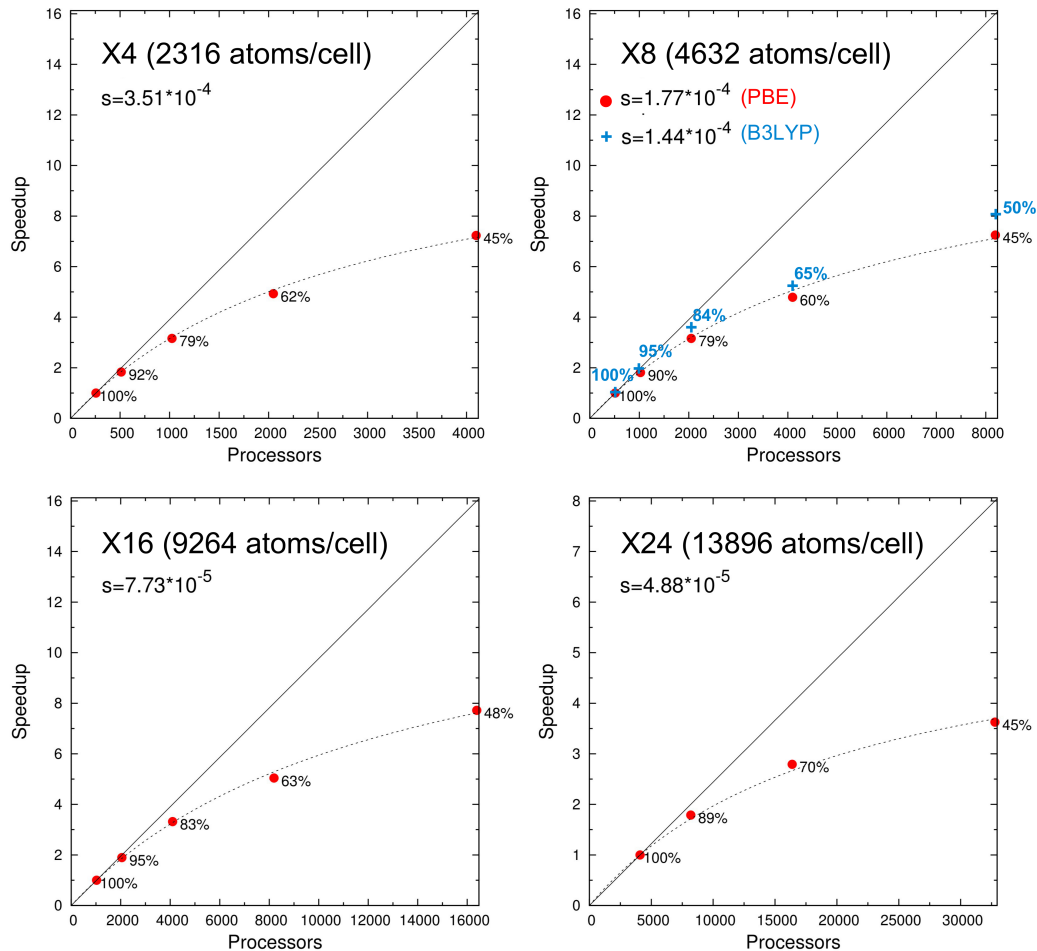 X4 (2316 atoms/cell)
s=3.51*10-4
Speedup
16
14
12
10
8
6
4
2
0
45%
62%
79%
92%
100%
0 500 1000 1500 2000 2500 3000 3500 4000
Processors
X8 (4632 atoms/cell)
s=1.77*10-4 (PBE)
s=1.44*10-4 (B3LYP)
Speedup
16
14
12
10
8
6
4
2
0
50%
45%
65%
60%
84%
79%
95%
90%
100%
100%
0 1000 2000 3000 4000 5000 6000 7000 8000
Processors
X16 (9264 atoms/cell)
s=7.73*10-5
Speedup
16
14
12
10
8
6
4
2
0
48%
63%
83%
95%
100%
0 2000 4000 6000 8000 10000 12000 14000 16000
Processors
X24 (13896 atoms/cell)
s=4.88*10-5
Speedup
8
7
6
5
4
3
2
1
0
45%
70%
89%
100%
0 5000 10000 15000 20000 25000 30000
Processors